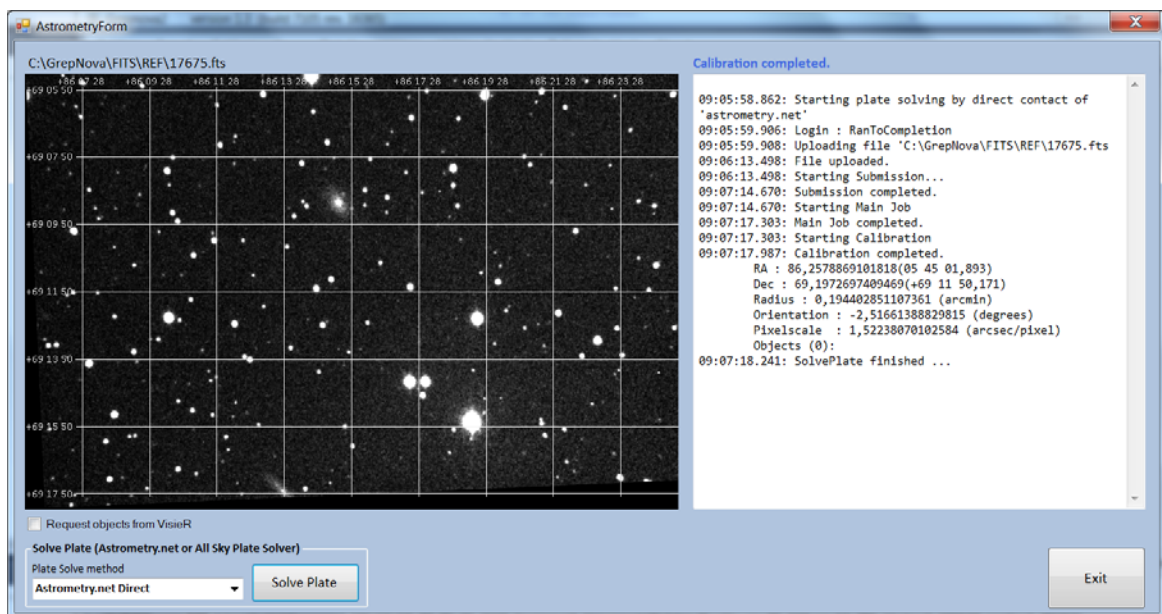 AstrometryForm
C:\GrepNova\FITS\REF\17675.fts
Calibration completed.
+86 07 28 +86 09 28 +86 11 28 +86 13 28 +86 15 28 +86 17 28 +86 19 28 +86 21 28 +86 23 28
+69 05 50
+69 07 50
+69 09 50
+69 11 50
+69 13 50
+69 15 50
+69 17 50
09:05:58.862: Starting plate solving by direct contact of
'astrometry.net'
09:05:59.906: Login : RanToCompletion
09:05:59.908: Uploading file 'C:\GrepNova\FITS\REF\17675.fts
09:06:13.498: File uploaded.
09:06:13.498: Starting Submission...
09:07:14.670: Submission completed.
09:07:14.670: Starting Main Job
09:07:17.303: Main Job completed.
09:07:17.303: Starting Calibration
09:07:17.987: Calibration completed.
RA : 86,2578869101818(05 45 01,893)
Dec : 69,1972697409469(+69 11 50,171)
Radius : 0,194402851107361 (arcmin)
Orientation : -2,51661388829815 (degrees)
Pixelscale : 1,52238070102584 (arcsec/pixel)
Objects (0):
09:07:18.241: SolvePlate finished ...
Request objects from VisieR
Solve Plate (Astrometry.net or All Sky Plate Solver)
Plate Solve method
Astrometry.net Direct
Solve Plate
Exit